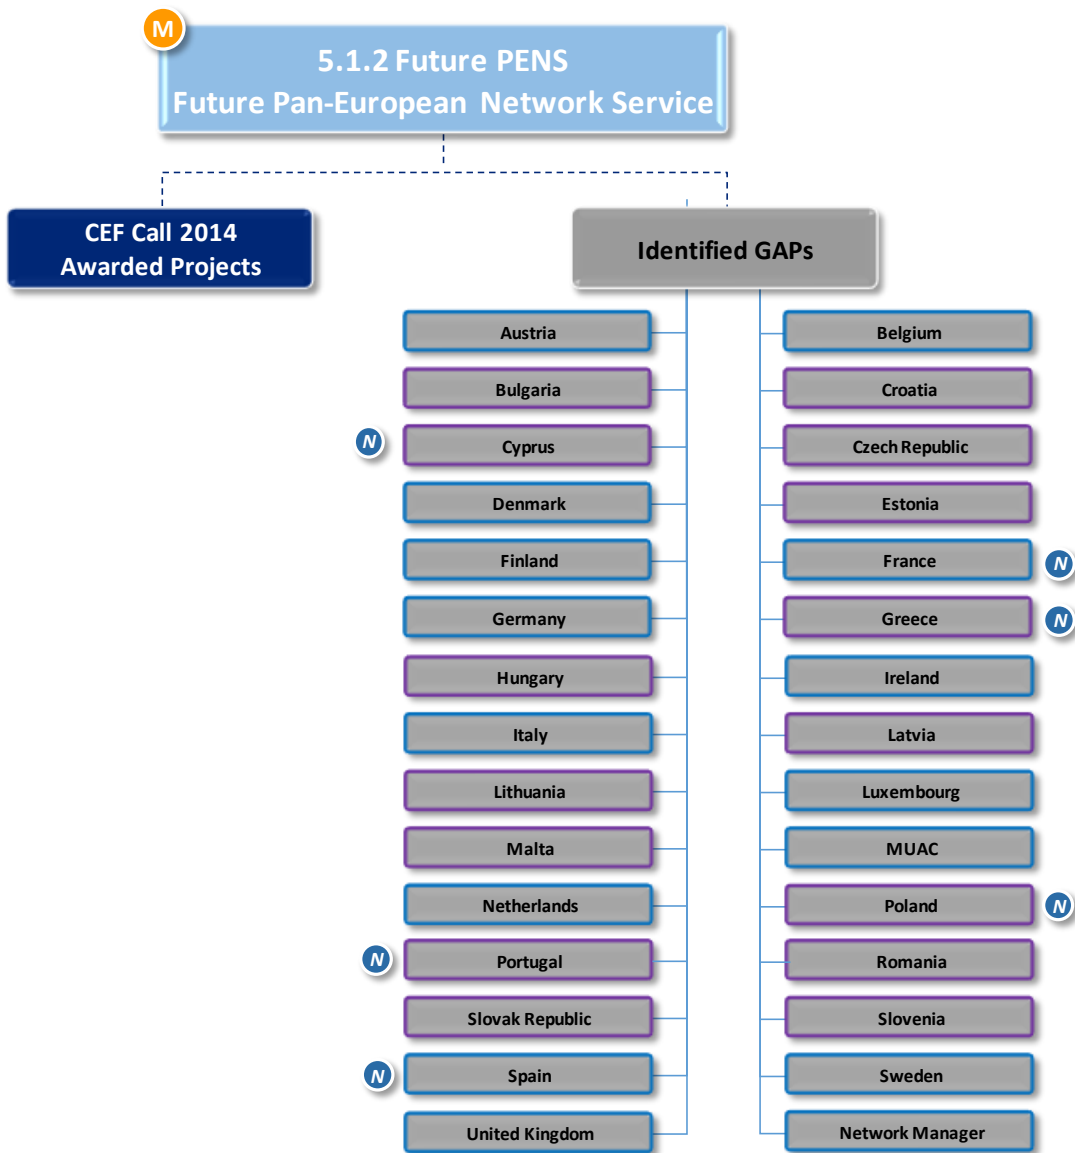 M
5.1.2 Future PENS
Future Pan-European Network Service
CEF Call 2014
Awarded Projects
Identified GAPs
Austria
Belgium
Bulgaria
Croatia
N
Cyprus
Czech Republic
Denmark
Estonia
Finland
France
N
Germany
Greece
N
Hungary
Ireland
Italy
Latvia
Lithuania
Luxembourg
Malta
MUAC
Netherlands
Poland
N
N
Portugal
Romania
Slovak Republic
Slovenia
N
Spain
Sweden
United Kingdom
Network Manager